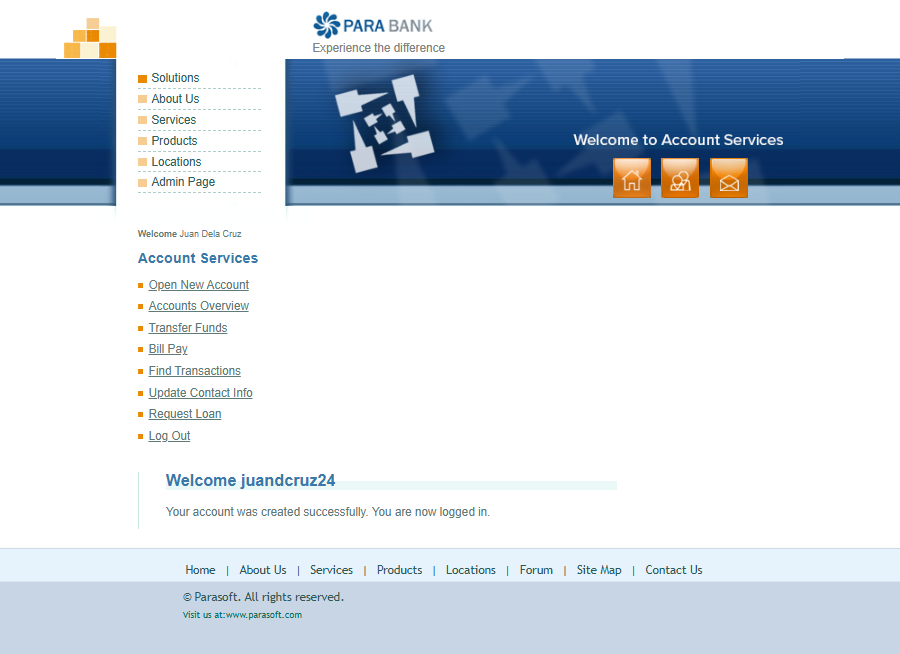 PARA BANK
Experience the difference
Solutions
About Us
Services
Products
Locations
Admin Page
Welcome to Account Services
Welcome Juan Dela Cruz
Account Services
Open New Account
Accounts Overview
Transfer Funds
Bill Pay
Find Transactions
Update Contact Info
Request Loan
Log Out
Welcome juandcruz24
Your account was created successfully. You are now logged in.
Home | About Us | Services | Products | Locations | Forum | Site Map | Contact Us
© Parasoft. All rights reserved.
Visit us at:www.parasoft.com